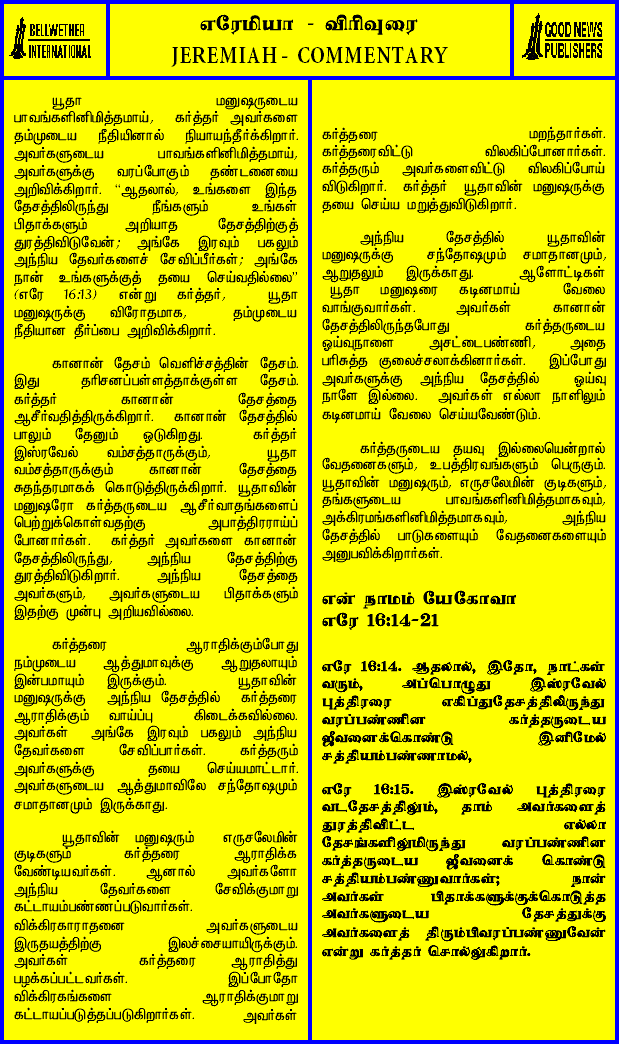 BELLWETHER
INTERNATIONAL
எரேமியா - விரிவுரை
JEREMIAH - COMMENTARY
GOOD NEWS
PUBLISHERS
யூதா மனுஷருடைய
பாவங்களினிமித்தமாய், கர்த்தர் அவர்களை
தம்முடைய நீதியினால் நியாயந்தீர்க்கிறார்.
அவர்களுடைய பாவங்களினிமித்தமாய்,
அவர்களுக்கு வரப்போகும் தண்டனையை
அறிவிக்கிறார். “ஆதலால், உங்களை இந்த
தேசத்திலிருந்து நீங்களும் உங்கள்
பிதாக்களும் அறியாத தேசத்திற்குத்
துரத்திவிடுவேன்; அங்கே இரவும் பகலும்
அந்நிய தேவர்களைச் சேவிப்பீர்கள்; அங்கே
நான் உங்களுக்குத் தயை செய்வதில்லை”
(எரே 16:13) என்று கர்த்தர், யூதா
மனுஷருக்கு விரோதமாக, தம்முடைய
நீதியான தீர்ப்பை அறிவிக்கிறார்.
கானான் தேசம் வெளிச்சத்தின் தேசம்.
இது தரிசனப்பள்ளத்தாக்குள்ள தேசம்.
கர்த்தர் கானான் தேசத்தை
ஆசீர்வதித்திருக்கிறார். கானான் தேசத்தில்
பாலும் தேனும் ஓடுகிறது. கர்த்தர்
இஸ்ரவேல் வம்சத்தாருக்கும், யூதா
வம்சத்தாருக்கும் கானான் தேசத்தை
சுதந்தரமாகக் கொடுத்திருக்கிறார். யூதாவின்
மனுஷரோ கர்த்தருடைய ஆசீர்வாதங்களைப்
பெற்றுக்கொள்வதற்கு அபாத்திரராய்ப்
போனார்கள். கர்த்தர் அவர்களை கானான்
தேசத்திலிருந்து, அந்நிய தேசத்திற்கு
துரத்திவிடுகிறார். அந்நிய தேசத்தை
அவர்களும், அவர்களுடைய பிதாக்களும்
இதற்கு முன்பு அறியவில்லை.
கர்த்தரை ஆராதிக்கும்போது
நம்முடைய ஆத்துமாவுக்கு ஆறுதலாயும்
இன்பமாயும் இருக்கும். யூதாவின்
மனுஷருக்கு அந்நிய தேசத்தில் கர்த்தரை
ஆராதிக்கும் வாய்ப்பு கிடைக்கவில்லை.
அவர்கள் அங்கே இரவும் பகலும் அந்நிய
தேவர்களை சேவிப்பார்கள். கர்த்தரும்
அவர்களுக்கு தயை செய்யமாட்டார்.
அவர்களுடைய ஆத்துமாவிலே சந்தோஷமும்
சமாதானமும் இருக்காது.
யூதாவின் மனுஷரும் எருசலேமின்
குடிகளும் கர்த்தரை ஆராதிக்க
வேண்டியவர்கள். ஆனால் அவர்களோ
அந்நிய தேவர்களை சேவிக்குமாறு
கட்டாயம்பண்ணப்படுவார்கள்.
விக்கிரகாராதனை அவர்களுடைய
இருதயத்திற்கு இலச்சையாயிருக்கும்.
அவர்கள் கர்த்தரை ஆராதித்து
பழக்கப்பட்டவர்கள். இப்போதோ
விக்கிரகங்களை ஆராதிக்குமாறு
கட்டாயப்படுத்தப்படுகிறார்கள். அவர்கள்
கர்த்தரை மறந்தார்கள்.
கர்த்தரைவிட்டு விலகிப்போனார்கள்.
கர்த்தரும் அவர்களைவிட்டு விலகிப்போய்
விடுகிறார். கர்த்தர் யூதாவின் மனுஷருக்கு
தயை செய்ய மறுத்துவிடுகிறார்.
அந்நிய தேசத்தில் யூதாவின்
மனுஷருக்கு சந்தோஷமும் சமாதானமும்,
ஆறுதலும் இருக்காது. ஆளோட்டிகள்
யூதா மனுஷரை கடினமாய் வேலை
வாங்குவார்கள். அவர்கள் கானான்
தேசத்திலிருந்தபோது கர்த்தருடைய
ஓய்வுநாளை அசட்டைபண்ணி, அதை
பரிசுத்த குலைச்சலாக்கினார்கள். இப்போது
அவர்களுக்கு அந்நிய தேசத்தில் ஓய்வு
நாளே இல்லை. அவர்கள் எல்லா நாளிலும்
கடினமாய் வேலை செய்யவேண்டும்.
கர்த்தருடைய தயவு இல்லையென்றால்
வேதனைகளும், உபத்திரவங்களும் பெருகும்.
யூதாவின் மனுஷரும், எருசலேமின் குடிகளும்,
தங்களுடைய பாவங்களினிமித்தமாகவும்,
அக்கிரமங்களினிமித்தமாகவும், அந்நிய
தேசத்தில் பாடுகளையும் வேதனைகளையும்
அனுபவிக்கிறார்கள்.
என் நாமம் யேகோவா
எரே 16:14-21
எரே 16:14. ஆதலால், இதோ, நாட்கள்
வரும், அப்பொழுது இஸ்ரவேல்
புத்திரரை எகிப்துதேசத்திலிருந்து
வரப்பண்ணின கர்த்தருடைய
ஜீவனைக்கொண்டு இனிமேல்
சத்தியம்பண்ணாமல்,
எரே 16:15. இஸ்ரவேல் புத்திரரை
வடதேசத்திலும், தாம் அவர்களைத்
துரத்திவிட்ட எல்லா
தேசங்களிலுமிருந்து வரப்பண்ணின
கர்த்தருடைய ஜீவனைக் கொண்டு
சத்தியம்பண்ணுவார்கள்; நான்
அவர்கள் பிதாக்களுக்குக்கொடுத்த
அவர்களுடைய தேசத்துக்கு
அவர்களைத் திரும்பிவரப்பண்ணுவேன்
என்று கர்த்தர் சொல்லுகிறார்.